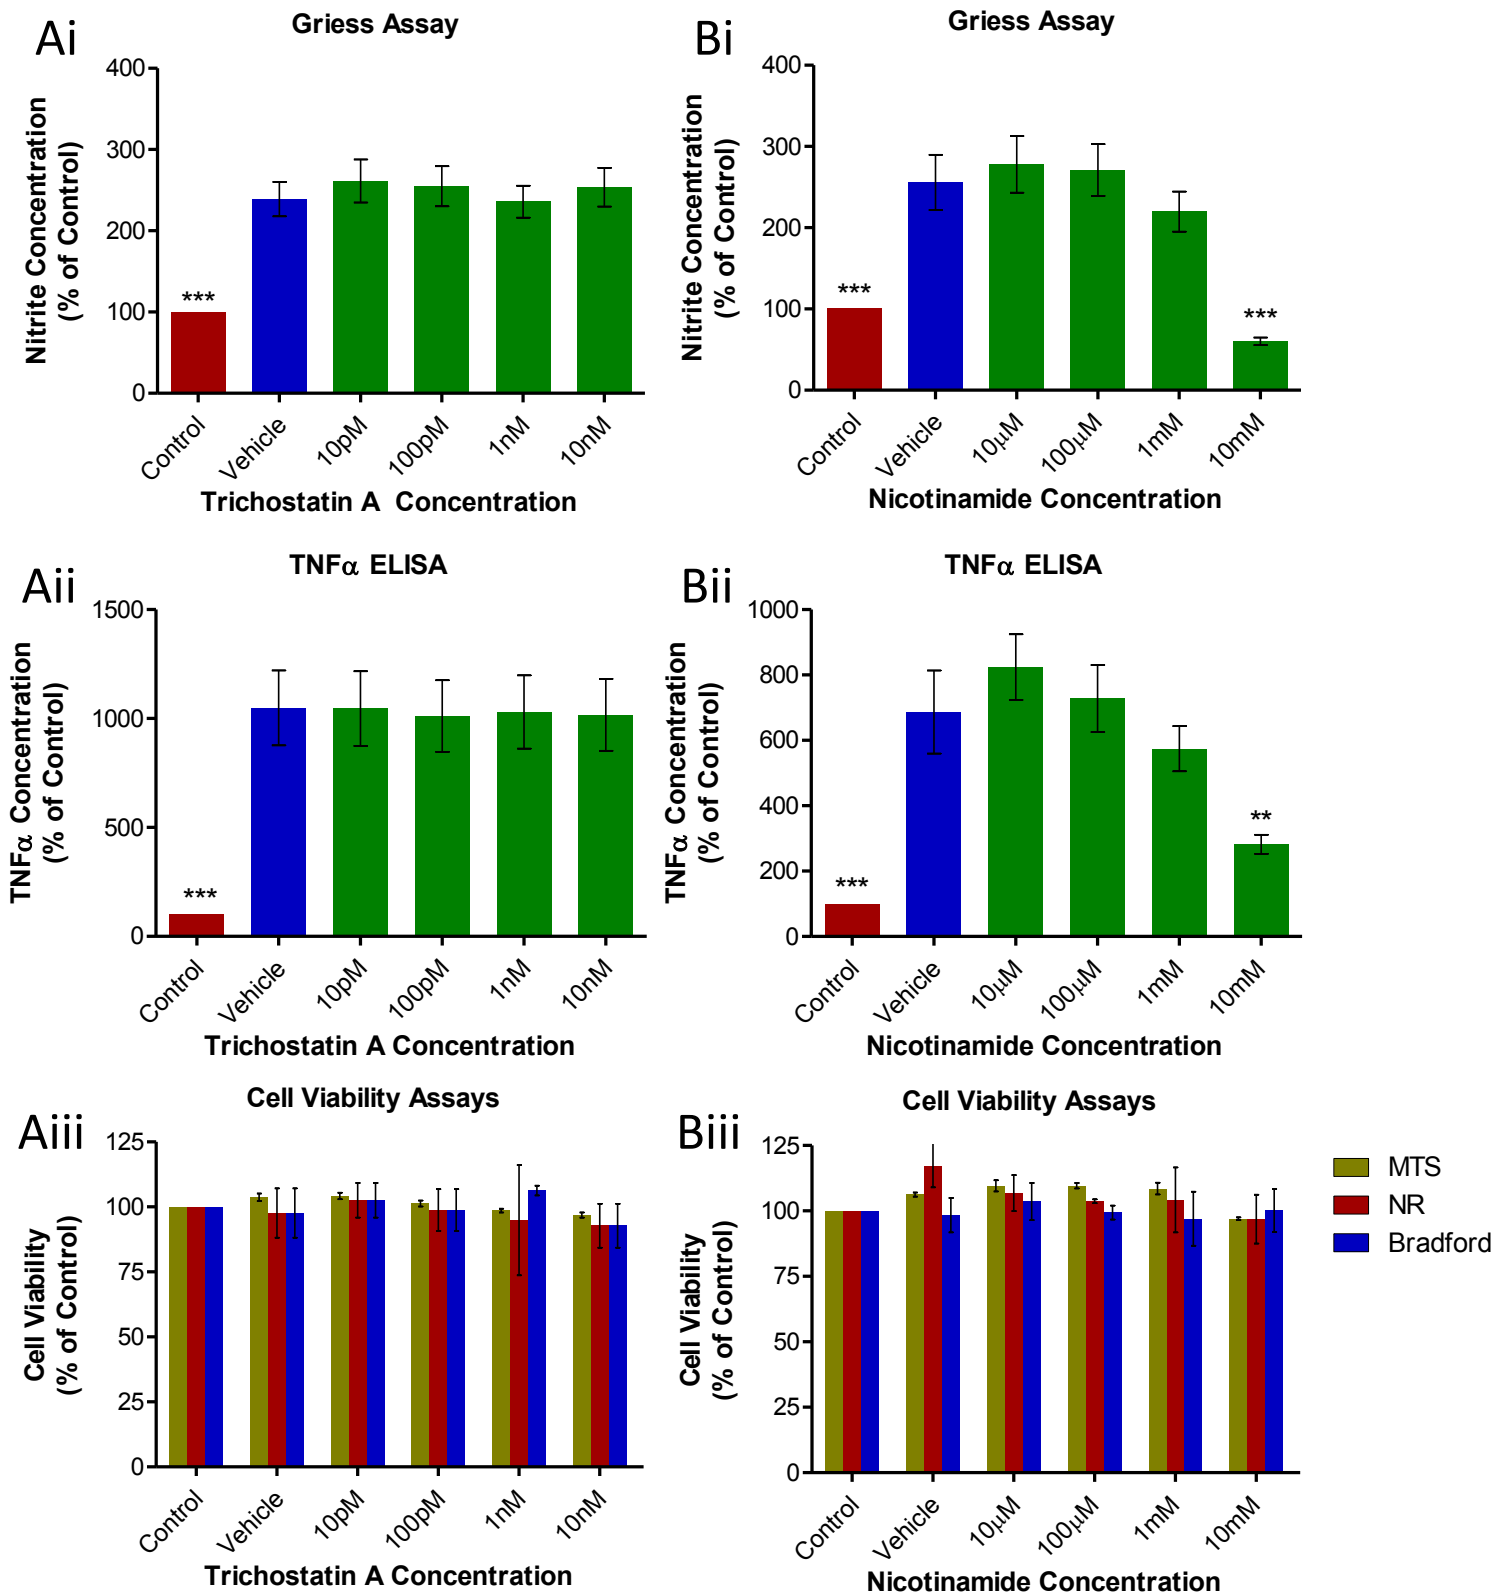 Ai
Griess Assay
Nitrite Concentration
(% of Control)
400
300
200
100
0
***
Control
Vehicle
10pM
100pM
1nM
10nM
Trichostatin A  Concentration
Bi
Griess Assay
Nitrite Concentration
(% of Control)
400
300
200
100
0
***
***
Control
Vehicle
10µM
100µM
1mM
10mM
Nicotinamide Concentration
Aii
TNFα ELISA
TNFα Concentration
(% of Control)
1500
1000
500
0
***
Control
Vehicle
10pM
100pM
1nM
10nM
Trichostatin A Concentration
Bii
TNFα ELISA
TNFα Concentration
(% of Control)
1000
800
600
400
200
0
***
**
Control
Vehicle
10µM
100µM
1mM
10mM
Nicotinamide Concentration
Aiii
Cell Viability Assays
Cell Viability
(% of Control)
125
100
75
50
25
0
Control
Vehicle
10pM
100pM
1nM
10nM
Trichostatin A Concentration
Biii
Cell Viability Assays
Cell Viability
(% of Control)
125
100
75
50
25
0
Control
Vehicle
10µM
100µM
1mM
10mM
Nicotinamide Concentration
MTS
NR
Bradford